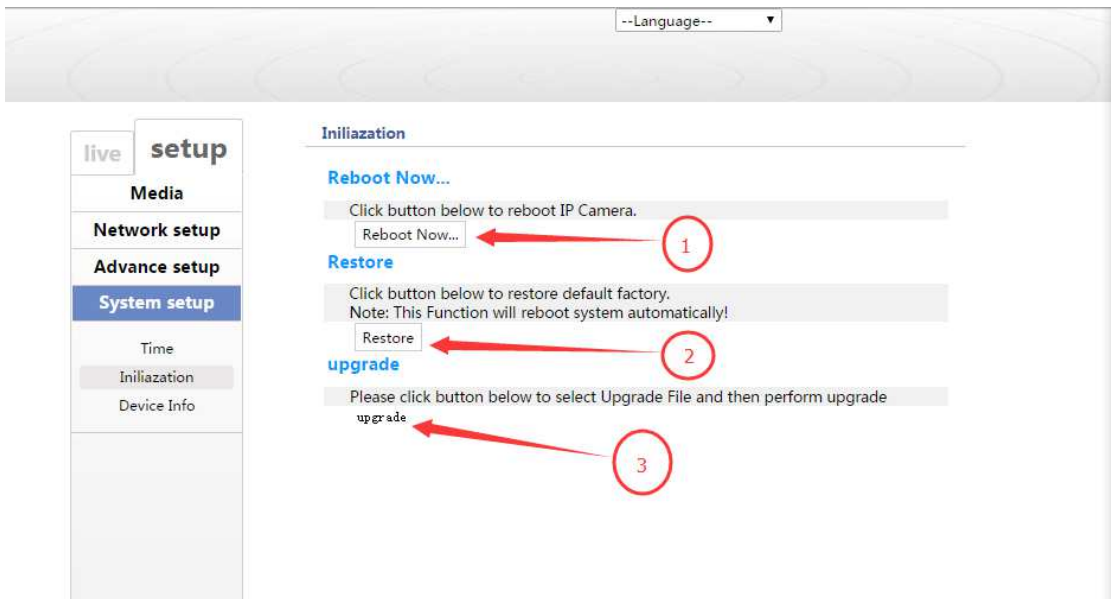 --Language--
live
setup
Media
Network setup
Advance setup
System setup
Time
Iniliazation
Device Info
Iniliazation
Reboot Now...
Click button below to reboot IP Camera.
Reboot Now...
1
Restore
Click button below to restore default factory.
Note: This Function will reboot system automatically!
Restore
2
upgrade
Please click button below to select Upgrade File and then perform upgrade
upgrade
3